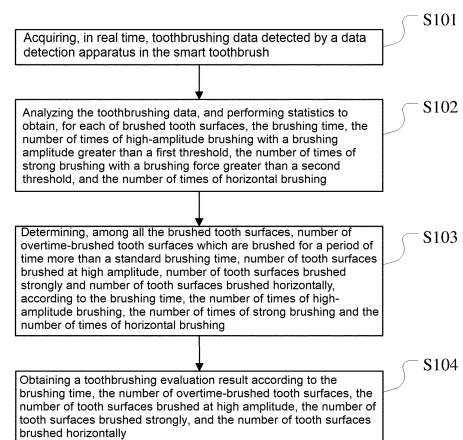 S101
Acquiring, in real time, toothbrushing data detected by a data
detection apparatus in the smart toothbrush
S102
Analyzing the toothbrushing data, and performing statistics to
obtain, for each of brushed tooth surfaces, the brushing time, the
number of times of high-amplitude brushing with a brushing
amplitude greater than a first threshold, the number of times of
strong brushing with a brushing force greater than a second
threshold, and the number of times of horizontal brushing
S103
Determining, among all the brushed tooth surfaces, number of
overtime-brushed tooth surfaces which are brushed for a period of
time more than a standard brushing time, number of tooth surfaces
brushed at high amplitude, number of tooth surfaces brushed
strongly and number of tooth surfaces brushed horizontally,
according to the brushing time, the number of times of high-
amplitude brushing, the number of times of strong brushing and the
number of times of horizontal brushing
S104
Obtaining a toothbrushing evaluation result according to the
brushing time, the number of overtime-brushed tooth surfaces, the
number of tooth surfaces brushed at high amplitude, the number of
tooth surfaces brushed strongly, and the number of tooth surfaces
brushed horizontally